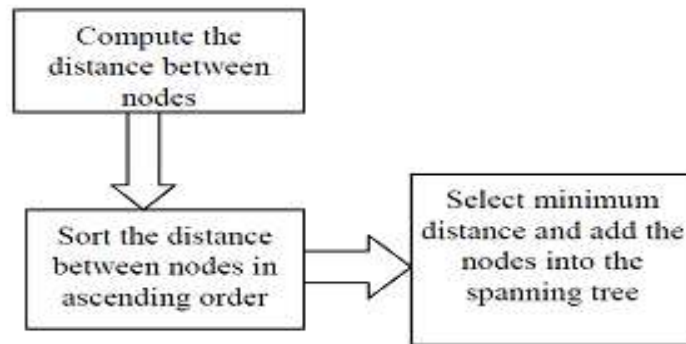 Compute the
distance between
nodes
Sort the distance
between nodes in
ascending order
Select minimum
distance and add the
nodes into the
spanning tree